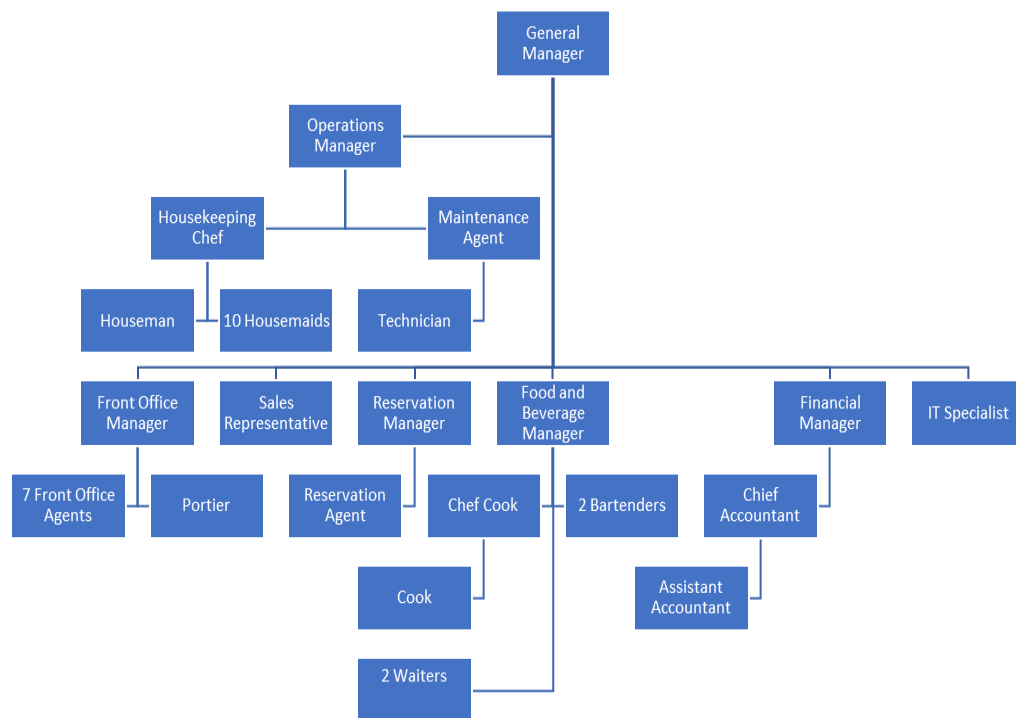 General
Manager
Operations
Manager
Housekeeping
Chef
Maintenance
Agent
Houseman
10 Housemaids
Technician
Front Office
Manager
Sales
Representative
Reservation
Manager
Food and
Beverage
Manager
Financial
Manager
IT Specialist
7 Front Office
Agents
Portier
Reservation
Agent
Chef Cook
2 Bartenders
Chief
Accountant
Cook
Assistant
Accountant
2 Waiters